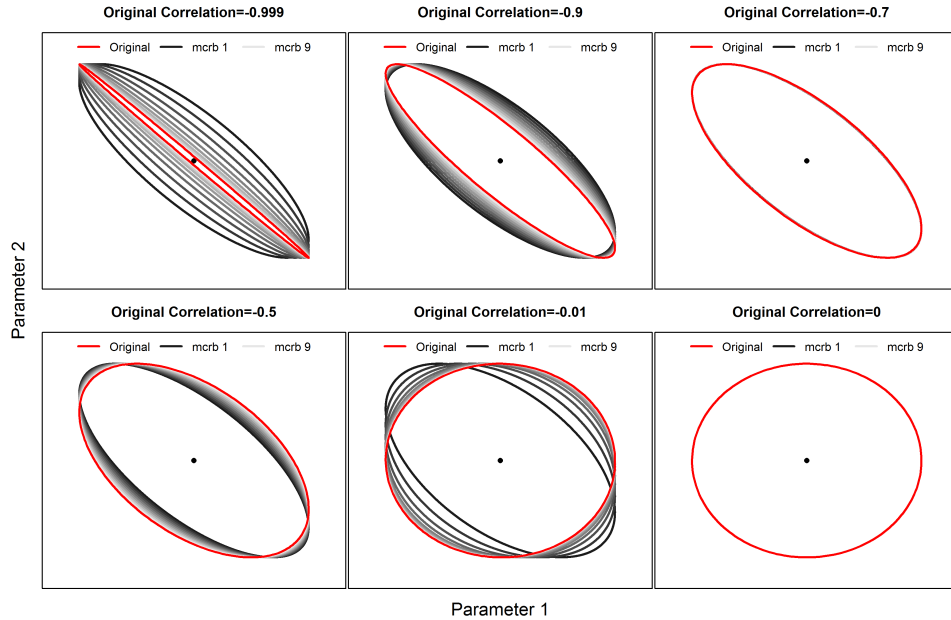 Original Correlation=-0.999
Original mcrb 1 mcrb 9
Original Correlation=-0.9
Original mcrb 1 mcrb 9
Original Correlation=-0.7
Original mcrb 1 mcrb 9
Parameter 2
Original Correlation=-0.5
Original mcrb 1 mcrb 9
Original Correlation=-0.01
Original mcrb 1 mcrb 9
Original Correlation=0
Original mcrb 1 mcrb 9
Parameter 1